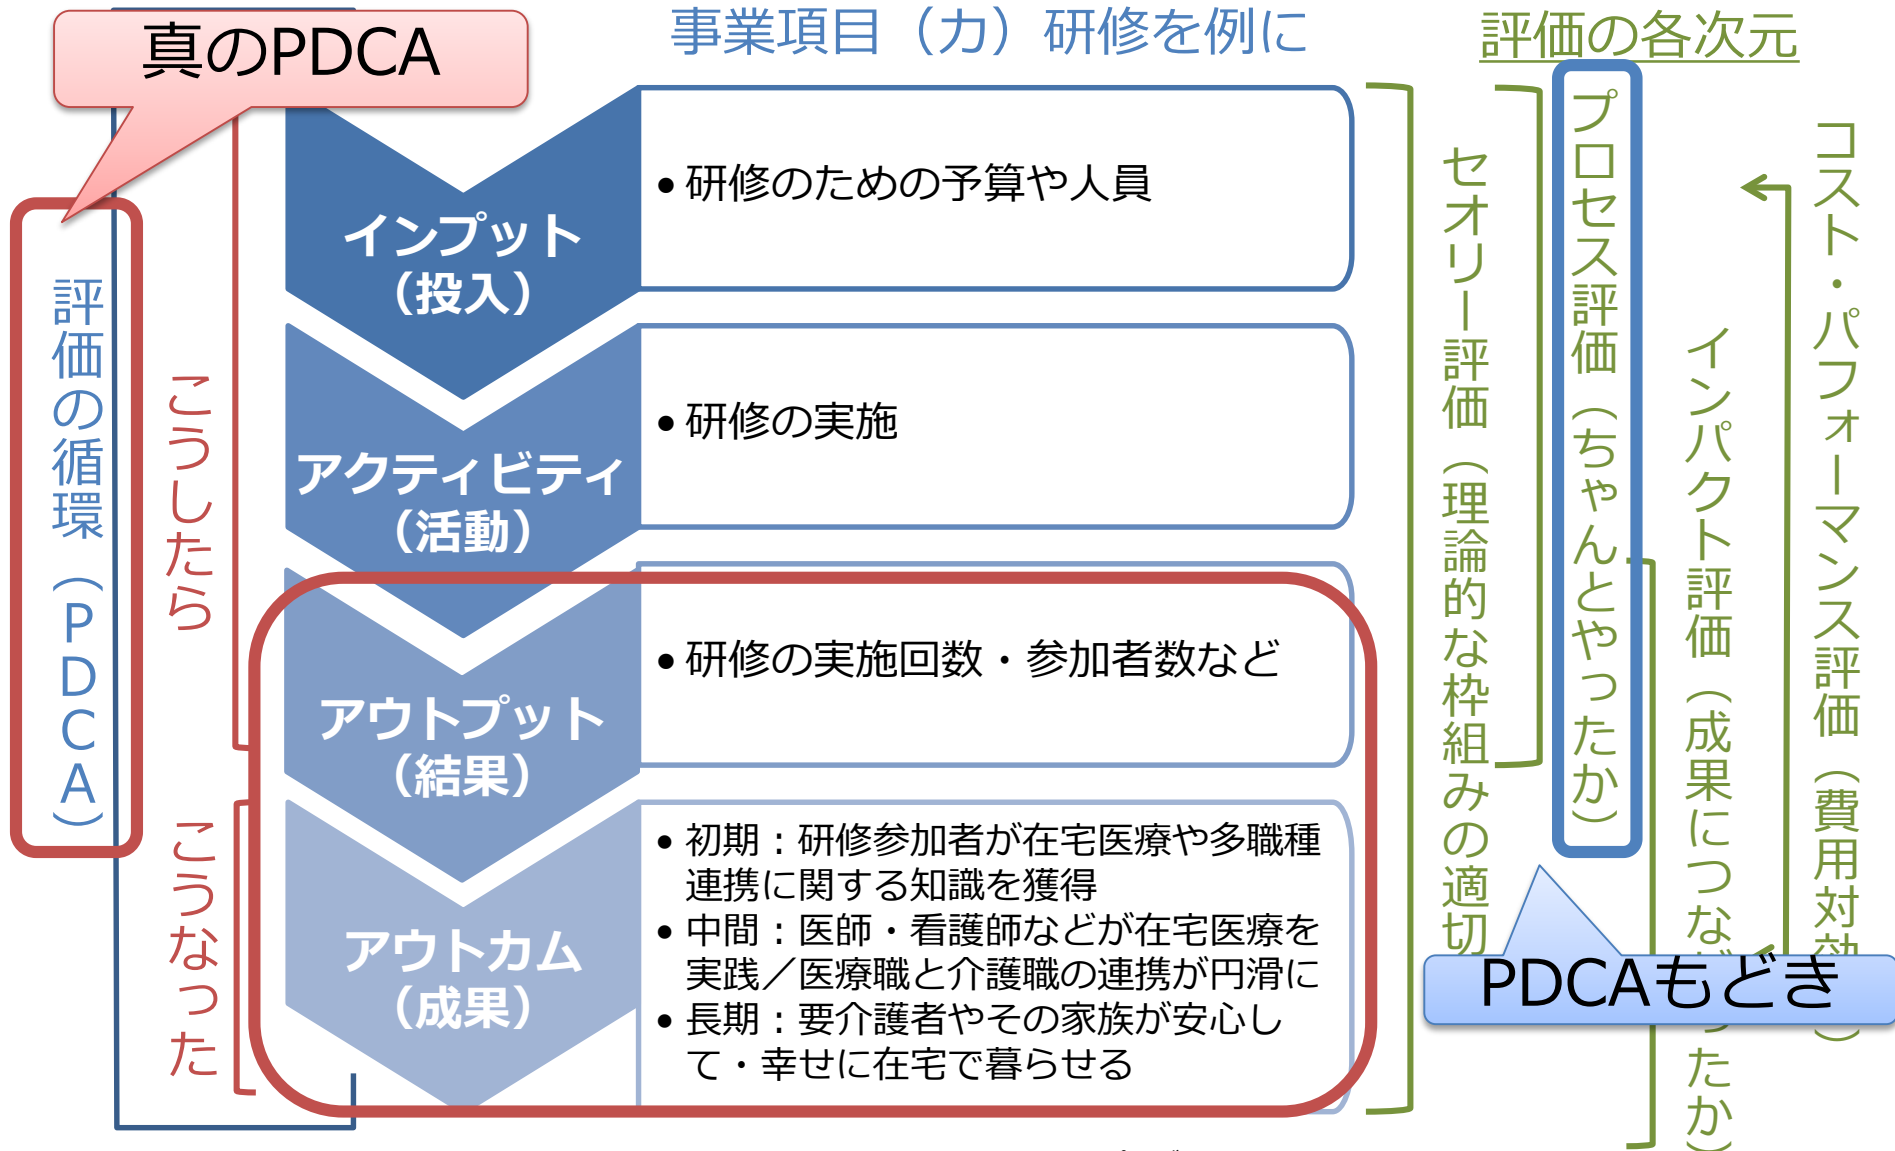 真のPDCA
事業項目（カ）研修を例に
評価の各次元
評価の循環（PDCA）
こうしたら
こうなった
インプット
（投入）
• 研修のための予算や人員
アクティビティ
（活動）
• 研修の実施
アウトプット
（結果）
• 研修の実施回数・参加者数など
アウトカム
（成果）
• 初期：研修参加者が在宅医療や多職種
連携に関する知識を獲得
• 中間：医師・看護師などが在宅医療を
実践／医療職と介護職の連携が円滑に
• 長期：要介護者やその家族が安心し
て・幸せに在宅で暮らせる
セオリー評価（理論的な枠組みの適切
プロセス評価（ちゃんとやったか）
インパクト評価（成果につながったか）
コスト・パフォーマンス評価（費用対効
PDCAもどき